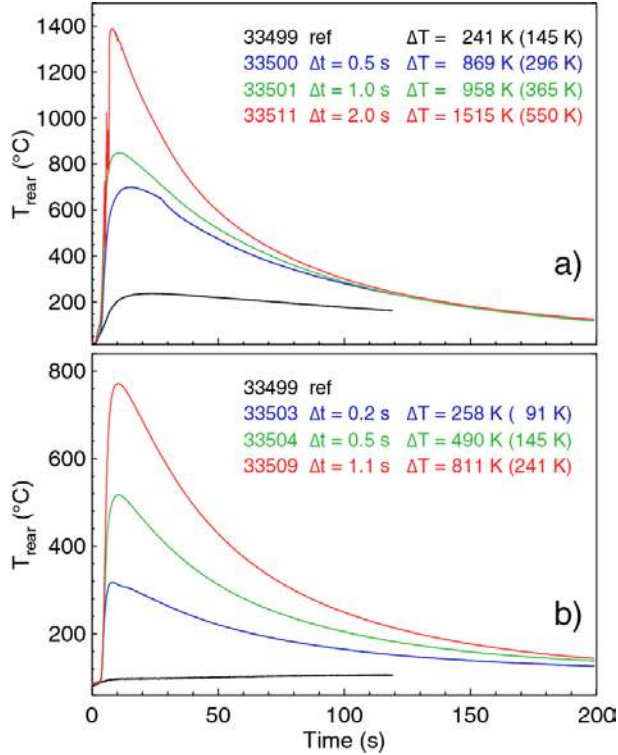 1400
1200
1000
800
600
400
200
T_rear (°C)
33499 ref ΔT = 241 K (145 K)
33500 Δt = 0.5 s ΔT = 869 K (296 K)
33501 Δt = 1.0 s ΔT = 958 K (365 K)
33511 Δt = 2.0 s ΔT = 1515 K (550 K)
a)
800
600
400
200
T_rear (°C)
33499 ref
33503 Δt = 0.2 s ΔT = 258 K ( 91 K)
33504 Δt = 0.5 s ΔT = 490 K (145 K)
33509 Δt = 1.1 s ΔT = 811 K (241 K)
b)
0 50 100 150 200
Time (s)